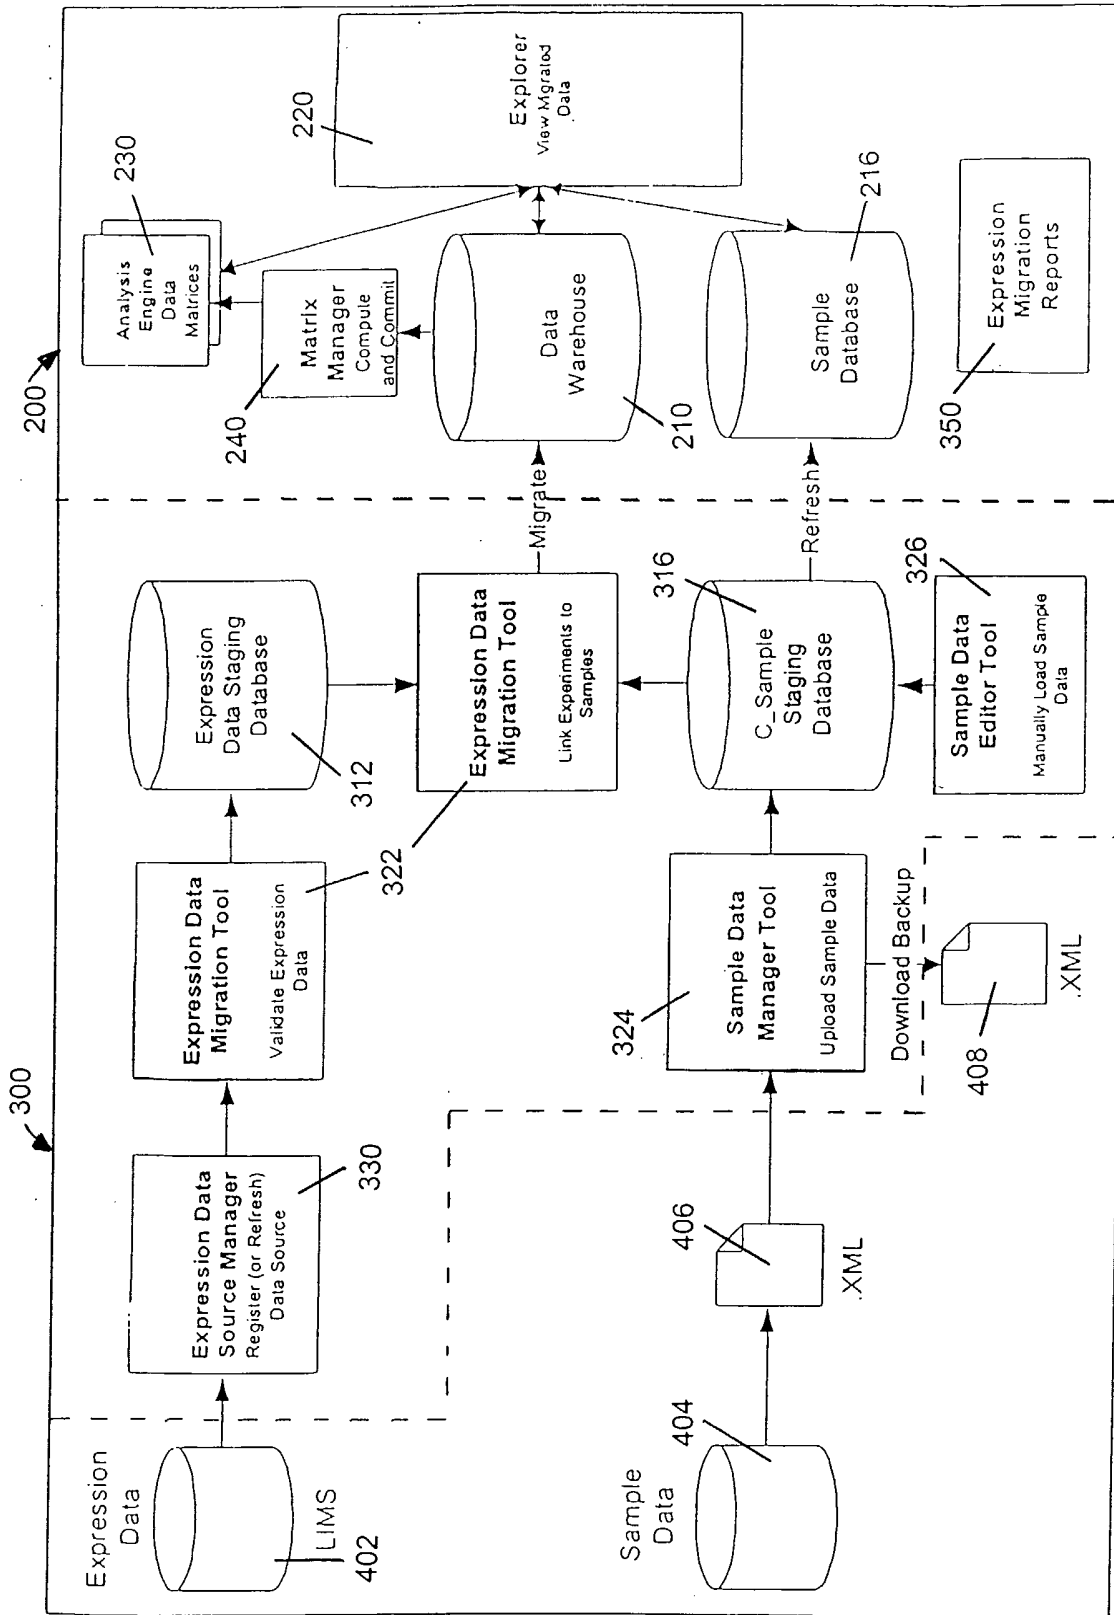 300
200
Expression
Data
LIMS
402
Expression Data
Source Manager
Register (or Refresh)
Data Source
330
Expression Data
Migration Tool
Validate Expression
Data
322
Expression
Data Staging
Database
312
Expression Data
Migration Tool
Link Experiments to
Samples
Migrate
Analysis
Engine
Data
Matrices
230
Matrix
Manager
Compute
and Commit
240
Data
Warehouse
210
Explorer
View Mgrated
Data
220
Sample
Data
404
406
.XML
Sample Data
Manager Tool
Upload Sample Data
324
Download Backup
408
.XML
C_Sample
Staging
Database
316
Refresh
Sample Data
Editor Tool
Manually Load Sample
Data
326
Sample
Database
216
Expression
Migration
Reports
350